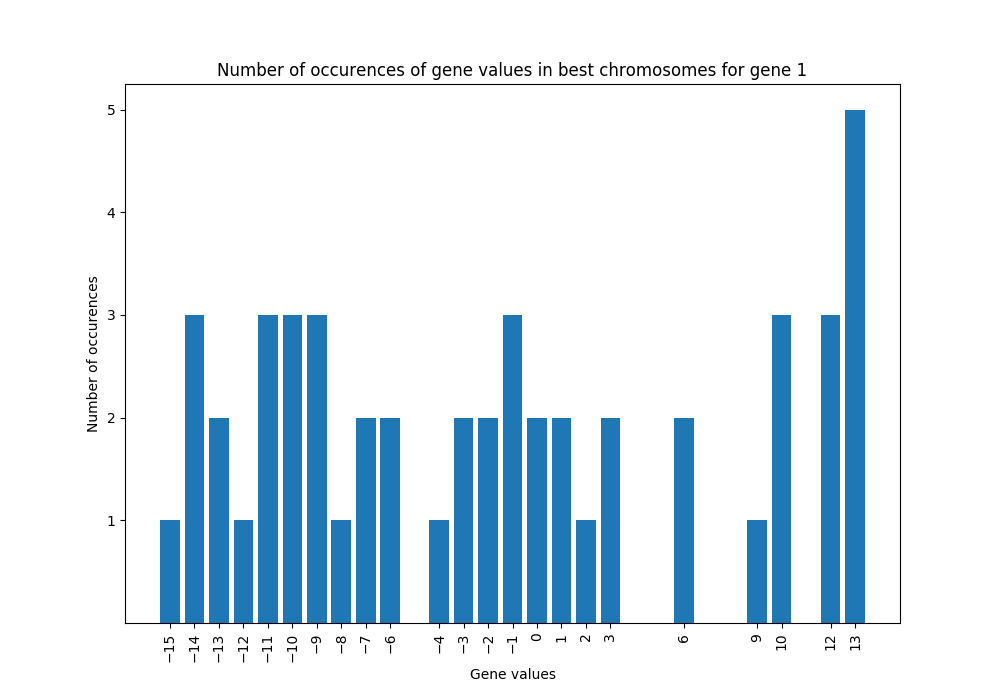 Number of occurences of gene values in best chromosomes for gene 1
5
4
3
2
1
Number of occurences
−15 −14 −13 −12 −11 −10 −9 −8 −7 −6 −4 −3 −2 −1 0 1 2 3 6 9 10 12 13
Gene values